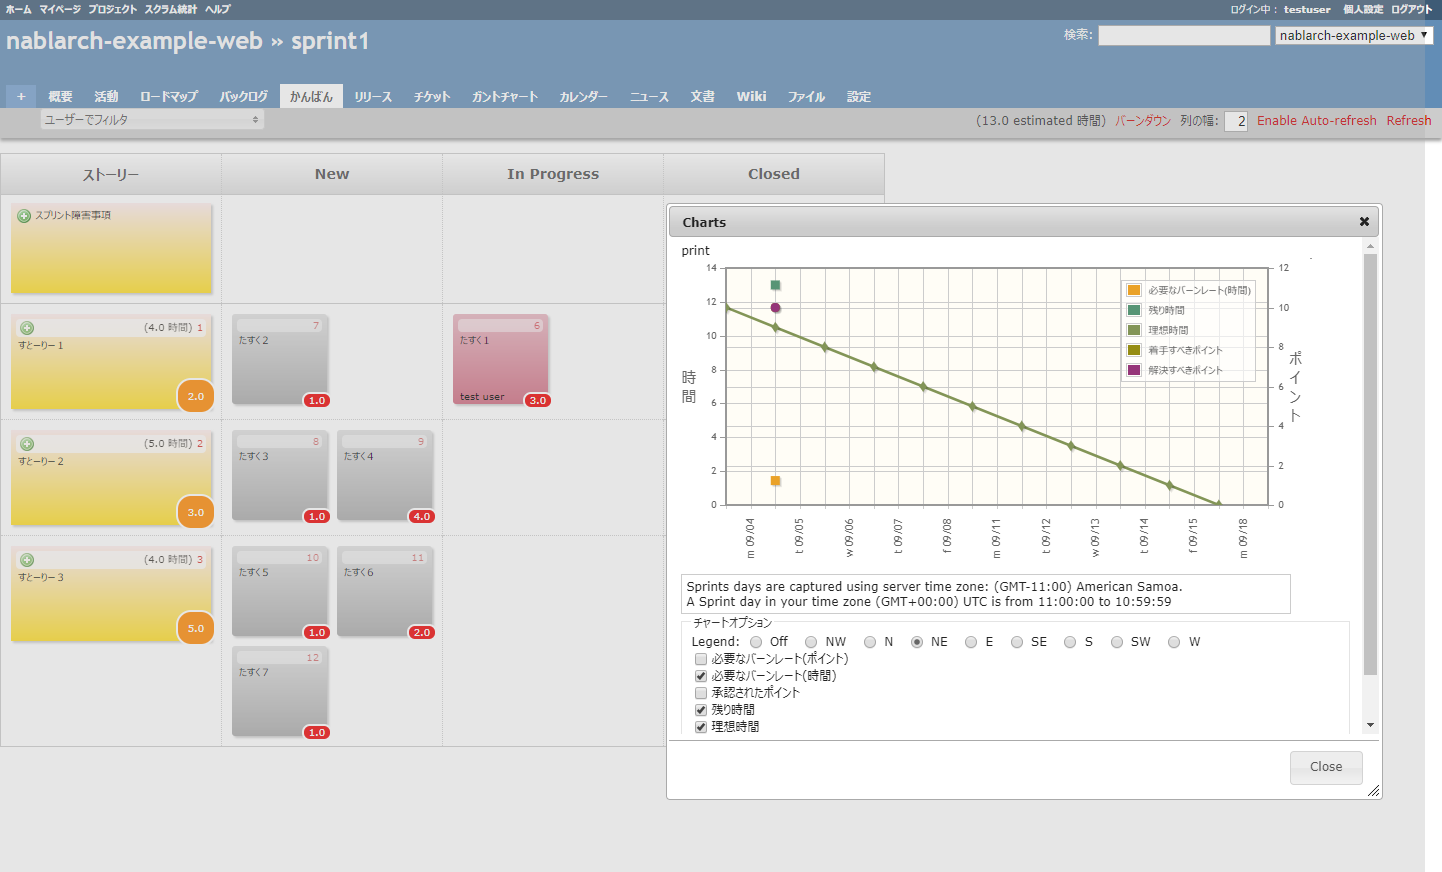 ホーム マイページ プロジェクト スクラム統計 ヘルプ
ログイン中 : testuser 個人設定 ログアウト
nablarch-example-web » sprint1
検索: nablarch-example-web
+ 概要 活動 ロードマップ バックログ かんばん リリース チケット ガントチャート カレンダー ニュース 文書 Wiki ファイル 設定
ユーザーでフィルタ
(13.0 estimated 時間) バーンダウン 列の幅: 2 Enable Auto-refresh Refresh
ストーリー New In Progress Closed
スプリント障害事項
(4.0 時間) 1
すとーりー1
2.0
7
たすく2
1.0
6
たすく1
test user
3.0
(5.0 時間) 2
すとーりー2
3.0
8
たすく3
1.0
9
たすく4
4.0
(4.0 時間) 3
すとーりー3
5.0
10
たすく5
1.0
11
たすく6
2.0
12
たすく7
1.0
Charts
print
時間
14
12
10
8
6
4
2
0
12
10
8
6
4
2
0
ポイント
必要なバーンレート(時間)
残り時間
理想時間
着手すべきポイント
解決すべきポイント
m 09/04
t 09/05
w 09/06
t 09/07
f 09/08
m 09/11
t 09/12
w 09/13
t 09/14
f 09/15
m 09/18
Sprints days are captured using server time zone: (GMT-11:00) American Samoa.
A Sprint day in your time zone (GMT+00:00) UTC is from 11:00:00 to 10:59:59
チャートオプション
Legend: Off NW N NE E SE S SW W
必要なバーンレート(ポイント)
必要なバーンレート(時間)
承認されたポイント
残り時間
理想時間
Close